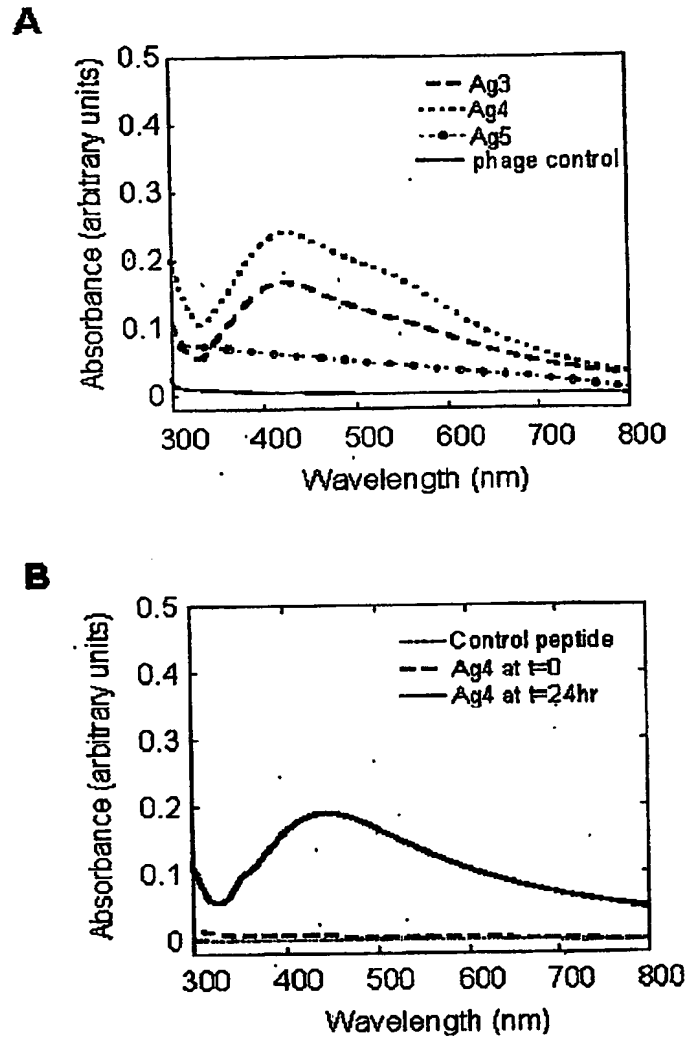 A
Absorbance (arbitrary units)
0.5
0.4
0.3
0.2
0.1
0
Ag3
Ag4
Ag5
phage control
300 400 500 600 700 800
Wavelength (nm)
B
Absorbance (arbitrary units)
0.5
0.4
0.3
0.2
0.1
0
Control peptide
Ag4 at t=0
Ag4 at t=24hr
300 400 500 600 700 800
Wavelength (nm)